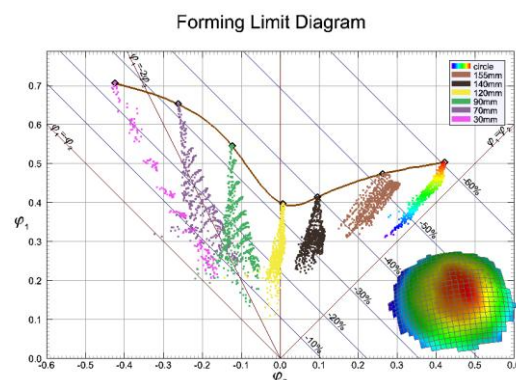 Forming Limit Diagram
φ₁=-2φ₂
φ₁=-φ₂
φ₁=φ₂
circle
155mm
140mm
120mm
90mm
70mm
30mm
0.7
0.6
0.5
0.4
0.3
0.2
0.1
0.0
φ₁
-60%
-50%
-40%
-30%
-20%
-10%
-0.6 -0.5 -0.4 -0.3 -0.2 -0.1 0.0 0.1 0.2 0.3 0.4 0.5 0.6